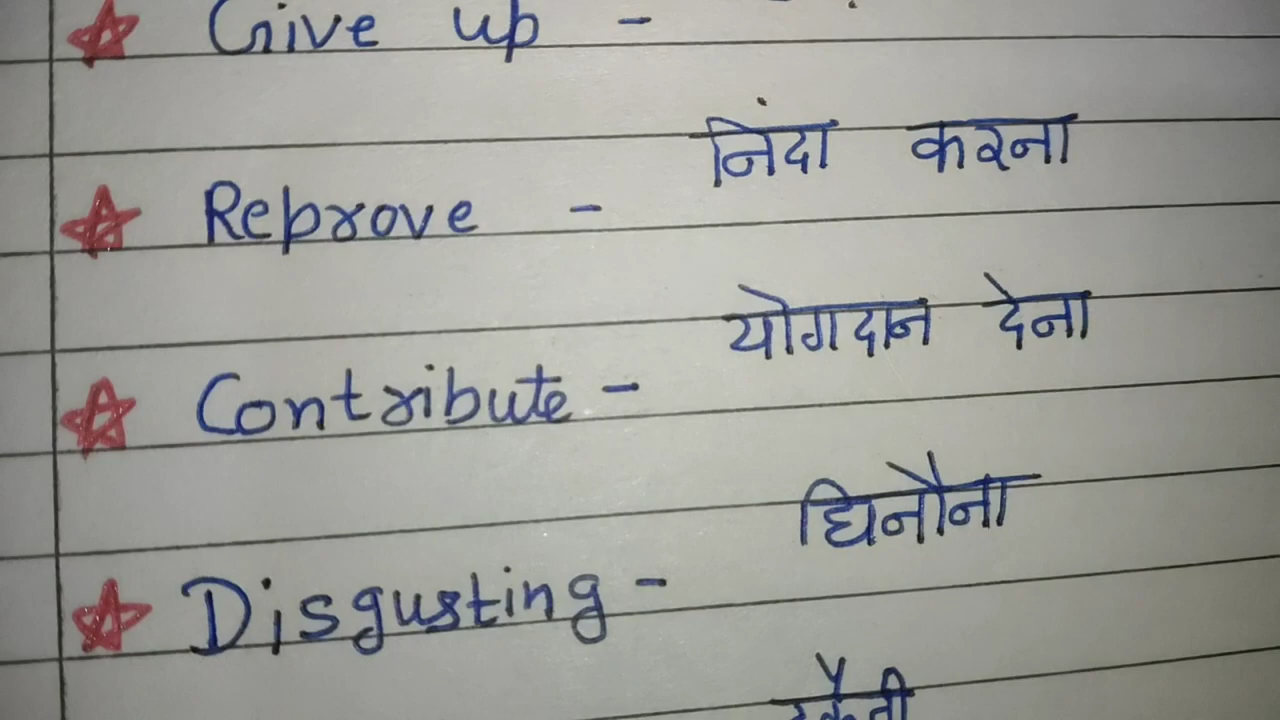 Give up -
निंदा करना
Reprove -
योगदान देना
Contribute -
घिनौना
Disgusting -